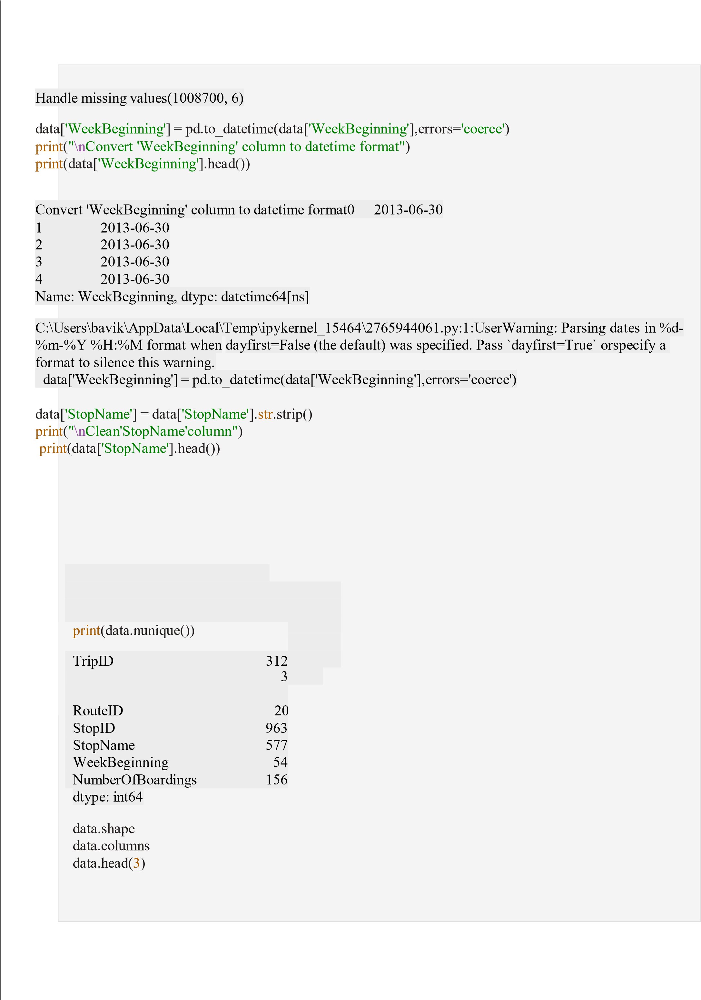 Handle missing values(1008700, 6)
data['WeekBeginning'] = pd.to_datetime(data['WeekBeginning'],errors='coerce')
print("\nConvert 'WeekBeginning' column to datetime format")
print(data['WeekBeginning'].head())
Convert 'WeekBeginning' column to datetime format0 2013-06-30
1 2013-06-30
2 2013-06-30
3 2013-06-30
4 2013-06-30
Name: WeekBeginning, dtype: datetime64[ns]
C:\Users\bavik\AppData\Local\Temp\ipykernel_15464\2765944061.py:1:UserWarning: Parsing dates in %d-
%m-%Y %H:%M format when dayfirst=False (the default) was specified. Pass `dayfirst=True` orspecify a
format to silence this warning.
data['WeekBeginning'] = pd.to_datetime(data['WeekBeginning'],errors='coerce')
data['StopName'] = data['StopName'].str.strip()
print("\nClean'StopName'column")
print(data['StopName'].head())
print(data.nunique())
TripID 312
3
RouteID 20
StopID 963
StopName 577
WeekBeginning 54
NumberOfBoardings 156
dtype: int64
data.shape
data.columns
data.head(3)